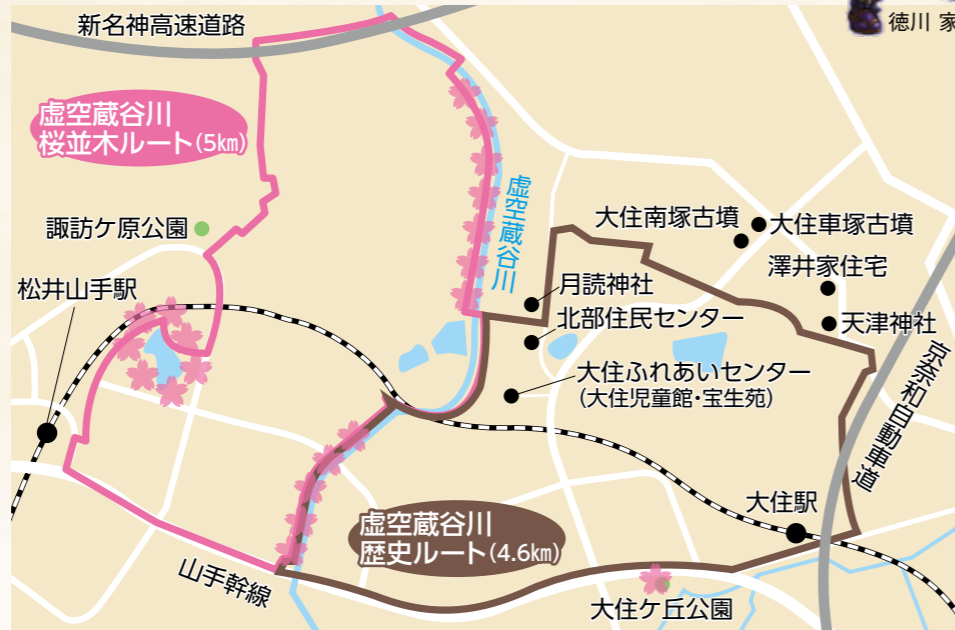 新名神高速道路
徳川 家
虚空蔵谷川
桜並木ルート(5km)
諏訪ケ原公園
松井山手駅
虚空蔵谷川
大住南塚古墳
大住車塚古墳
澤井家住宅
月読神社
北部住民センター
天津神社
大住ふれあいセンター
(大住児童館・宝生苑)
京奈和自動車道
大住駅
虚空蔵谷川
歴史ルート(4.6km)
山手幹線
大住ケ丘公園